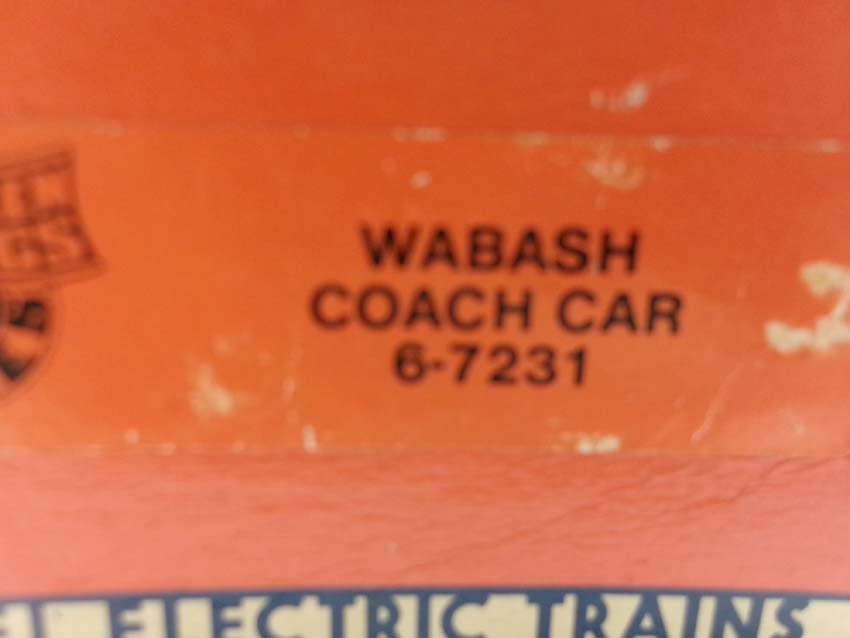 WABASH
COACH CAR
6-7231
ELECTRIC TRAINS